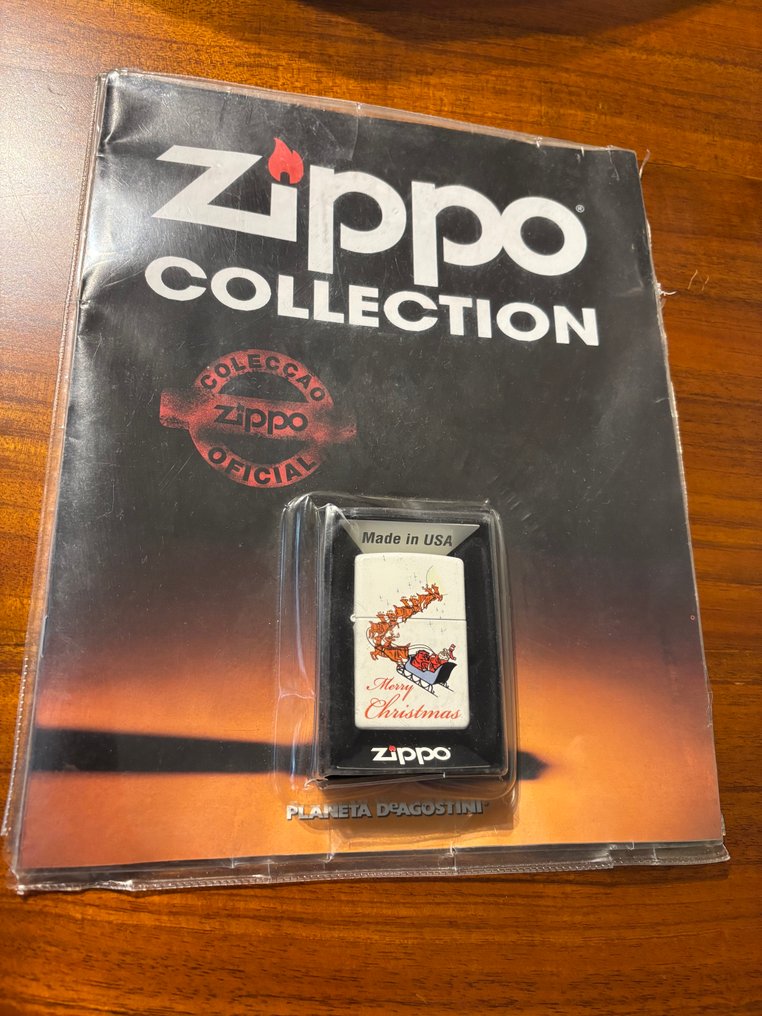 Zippo®
COLLECTION
COLECÇÃO
Zippo
OFICIAL
Made in USA
Merry
Christmas
Zippo
PLANETA DeAGOSTINI